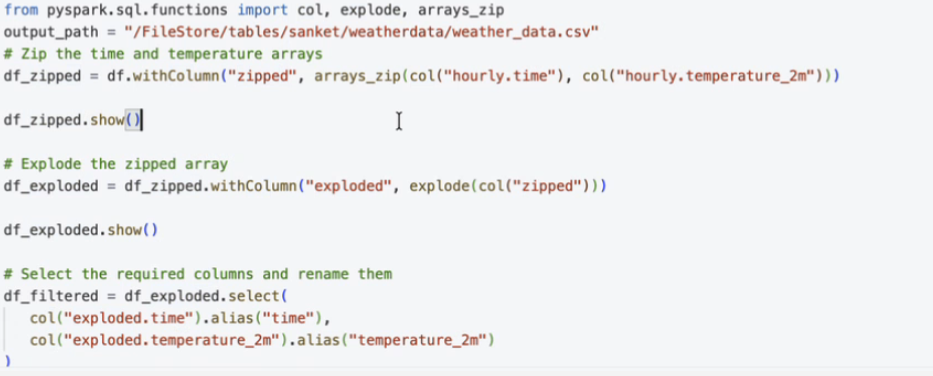 from pyspark.sql.functions import col, explode, arrays_zip
output_path = "/FileStore/tables/sanket/weatherdata/weather_data.csv"
# Zip the time and temperature arrays
df_zipped = df.withColumn("zipped", arrays_zip(col("hourly.time"), col("hourly.temperature_2m")))
df_zipped.show()
# Explode the zipped array
df_exploded = df_zipped.withColumn("exploded", explode(col("zipped")))
df_exploded.show()
# Select the required columns and rename them
df_filtered = df_exploded.select(
    col("exploded.time").alias("time"),
    col("exploded.temperature_2m").alias("temperature_2m")
)